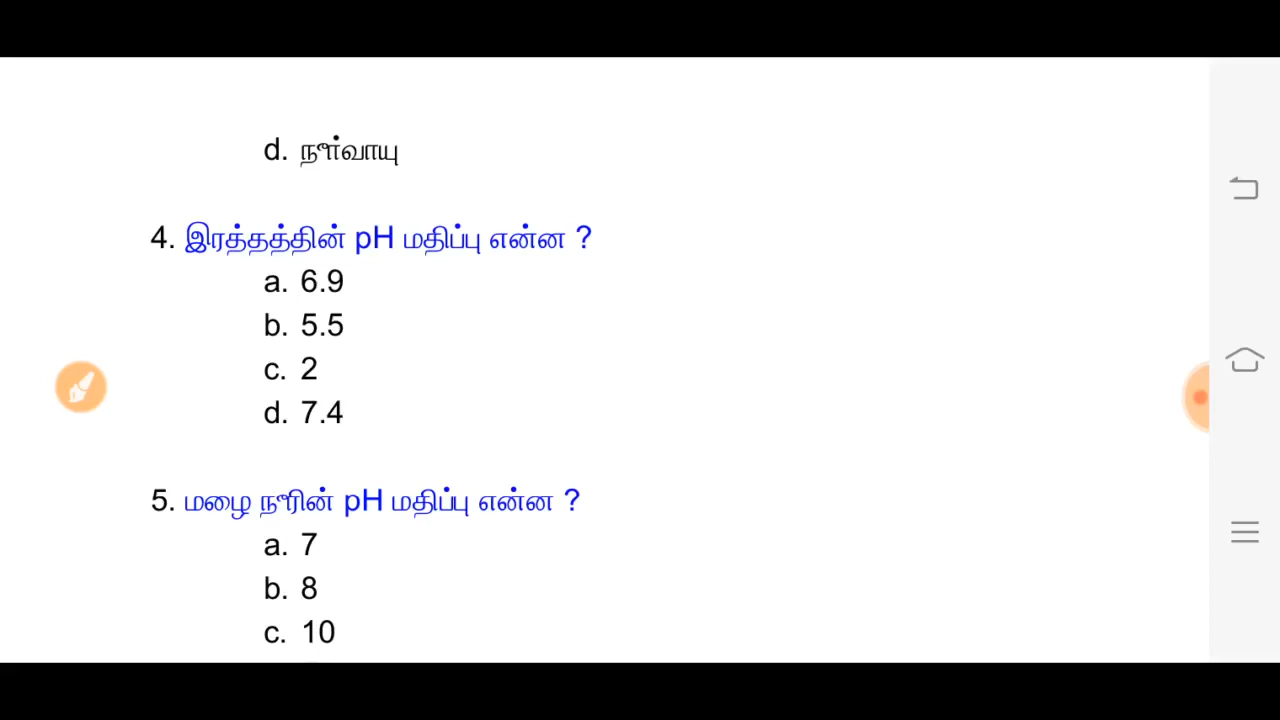 d. நீர்வாயு
4. இரத்தத்தின் pH மதிப்பு என்ன ?
a. 6.9
b. 5.5
c. 2
d. 7.4
5. மழை நீரின் pH மதிப்பு என்ன ?
a. 7
b. 8
c. 10